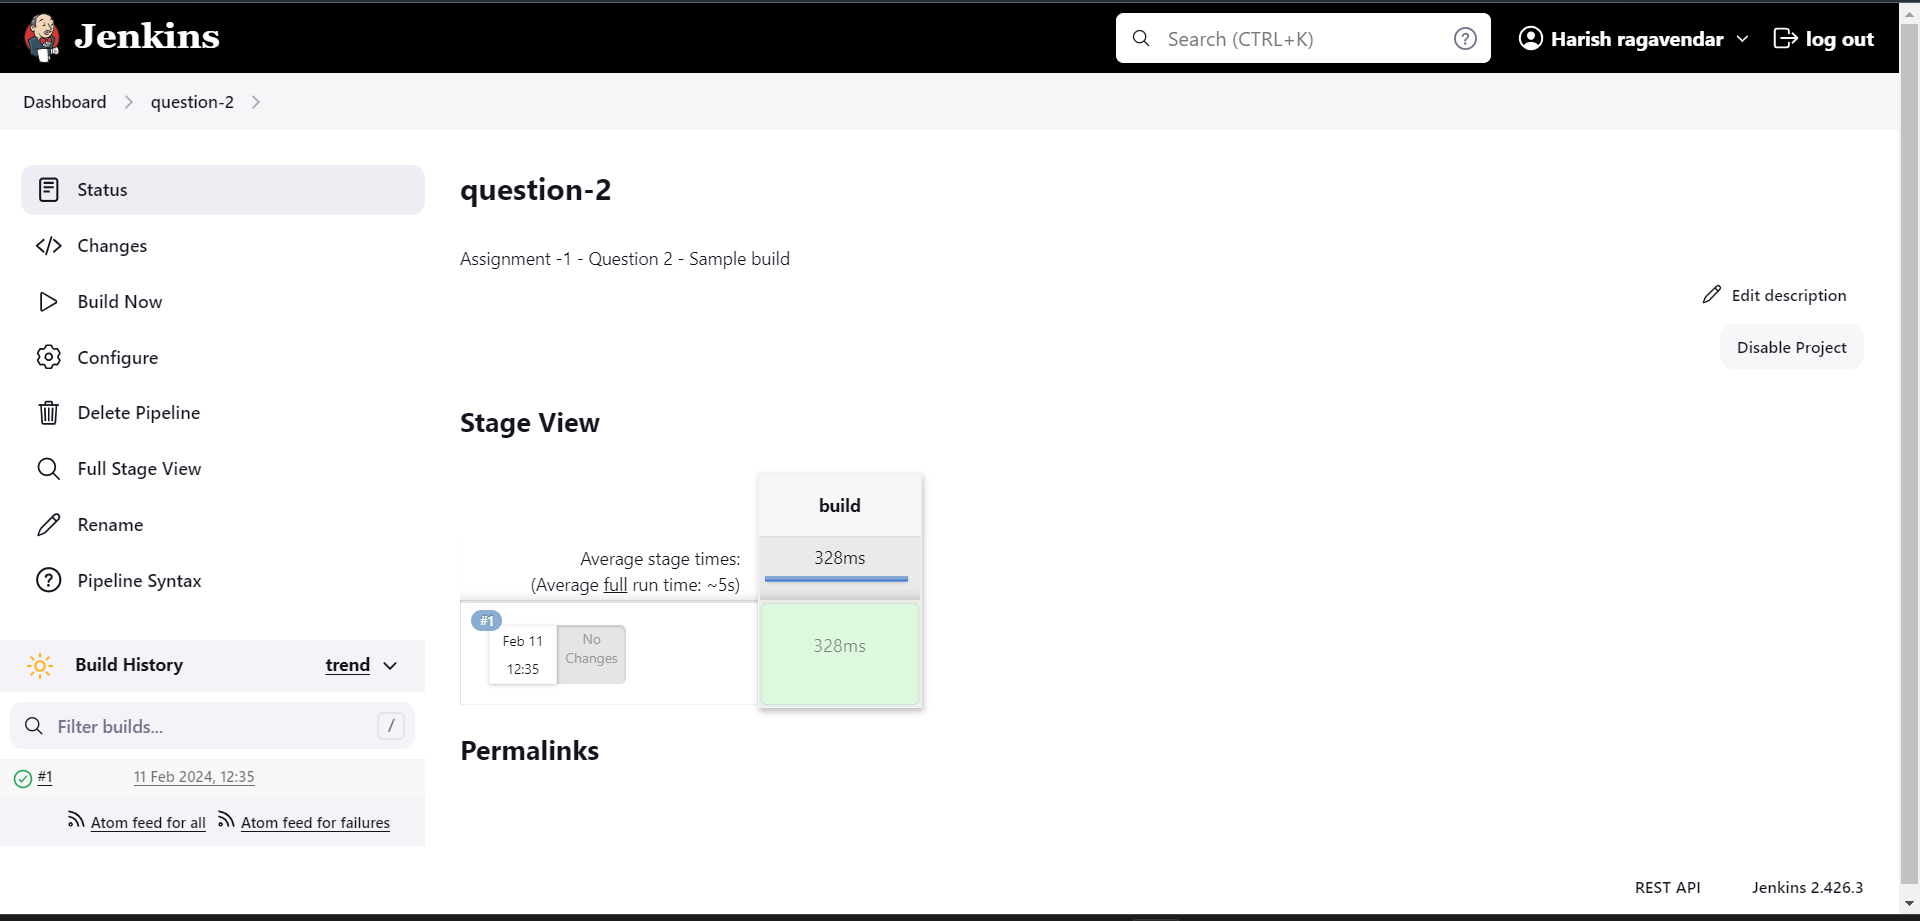 Jenkins
Search (CTRL+K)
?
Harish ragavendar
log out
Dashboard
question-2
Status
Changes
Build Now
Configure
Delete Pipeline
Full Stage View
Rename
? Pipeline Syntax
Build History
trend
Filter builds...
/
#1
11 Feb 2024, 12:35
Atom feed for all
Atom feed for failures
question-2
Assignment -1 - Question 2 - Sample build
Edit description
Disable Project
Stage View
build
Average stage times:
(Average full run time: ~5s)
328ms
#1
Feb 11
12:35
No
Changes
328ms
Permalinks
REST API
Jenkins 2.426.3